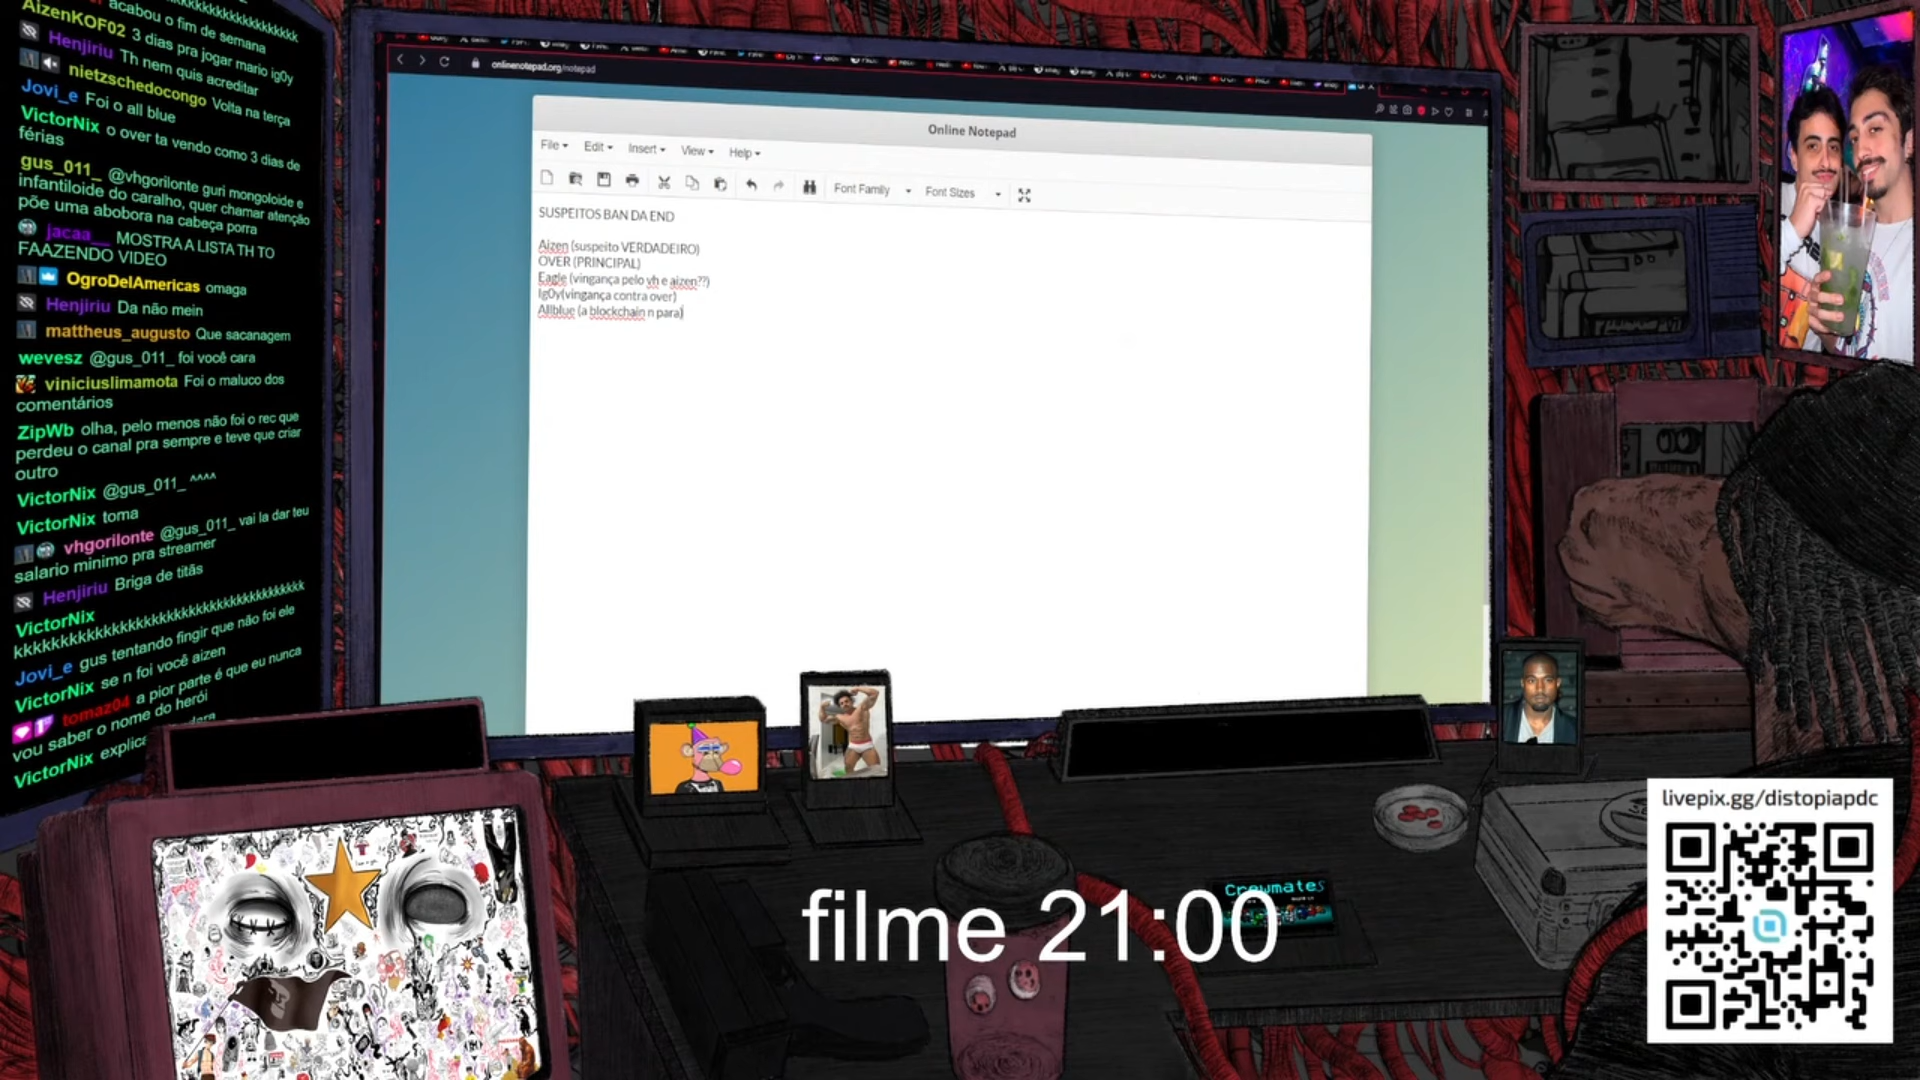 AizenKOF02 3 dias pra jogar mario ig0y
acabou o fim de semana
Henjiriu Th nem quis acreditar
nietzschedocongo Volta na terça
Jovi_e Foi o all blue
VictorNix o over ta vendo como 3 dias de
férias
gus_011_ @vhgorilonte guri mongoloide e
infantiloide do caralho, quer chamar atenção
põe uma abobora na cabeça porra
jacaa__ MOSTRA A LISTA TH TO
FAAZENDO VIDEO
OgroDelAmericas omaga
Henjiriu Da não mein
mattheus_augusto Que sacanagem
wevesz @gus_011_ foi você cara
viniciuslimamota Foi o maluco dos
comentários
ZipWb olha, pelo menos não foi o rec que
perdeu o canal pra sempre e teve que criar
outro
VictorNix @gus_011_ ^^^^
VictorNix toma
vhgorilonte @gus_011_ vai la dar teu
salario minimo pra streamer
Henjiriu Briga de titãs
VictorNix
Jovi_e gus tentando fingir que não foi ele
VictorNix se n foi você aizen
tomaz04 a pior parte é que eu nunca
vou saber o nome do herói
VictorNix explica
onlinenotepad.org/notepad
Online Notepad
File Edit Insert View Help
Font Family Font Sizes
SUSPEITOS BAN DA END
Aizen (suspeito VERDADEIRO)
OVER (PRINCIPAL)
Eagle (vingança pelo vh e aizen??)
Ig0y(vingança contra over)
Allblue (a blockchain n para)
Crewmates
filme 21:00
livepix.gg/distopiapdc